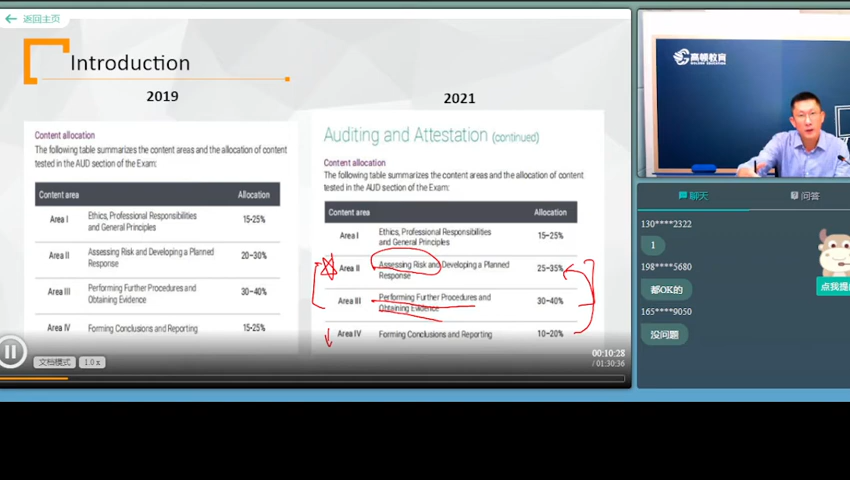 返回主页
Introduction
2019
Content allocation
The following table summarizes the content areas and the allocation of content
tested in the AUD section of the Exam:
Content area
Allocation
Area I
Ethics, Professional Responsibilities
and General Principles
15-25%
Area II
Assessing Risk and Developing a Planned
Response
20-30%
Area III
Performing Further Procedures and
Obtaining Evidence
30-40%
Area IV
Forming Conclusions and Reporting
15-25%
2021
Auditing and Attestation (continued)
Content allocation
The following table summarizes the content areas and the allocation of content
tested in the AUD section of the Exam:
Content area
Allocation
Area I
Ethics, Professional Responsibilities
and General Principles
15–25%
Area II
Assessing Risk and Developing a Planned
Response
25–35%
Area III
Performing Further Procedures and
Obtaining Evidence
30–40%
Area IV
Forming Conclusions and Reporting
10–20%
00:10:28
/ 01:30:36
文档模式
1.0 x
高顿教育
GOLDEN EDUCATION
聊天
问答
130****2322
1
198****5680
都OK的
165****9050
没问题
点我提